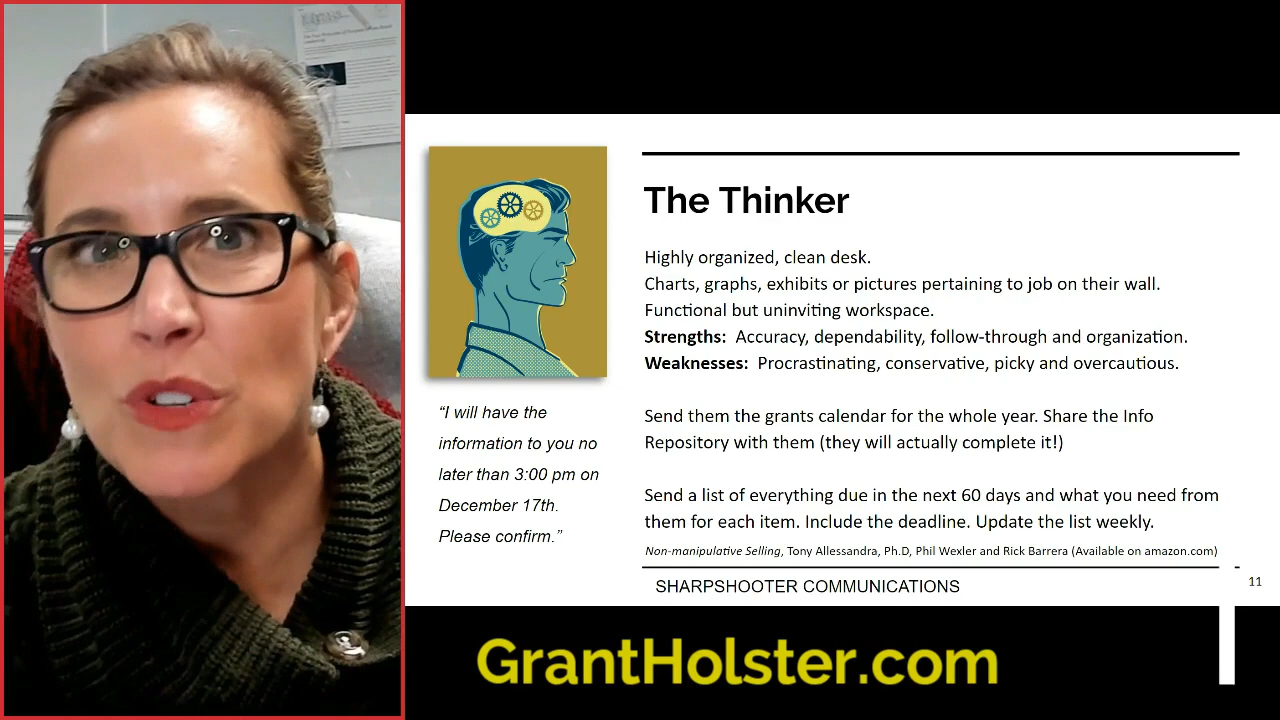 The Thinker
Highly organized, clean desk.
Charts, graphs, exhibits or pictures pertaining to job on their wall.
Functional but uninviting workspace.
Strengths: Accuracy, dependability, follow-through and organization.
Weaknesses: Procrastinating, conservative, picky and overcautious.
Send them the grants calendar for the whole year. Share the Info
Repository with them (they will actually complete it!)
Send a list of everything due in the next 60 days and what you need from
them for each item. Include the deadline. Update the list weekly.
Non-manipulative Selling, Tony Allessandra, Ph.D, Phil Wexler and Rick Barrera (Available on amazon.com)
“I will have the
information to you no
later than 3:00 pm on
December 17th.
Please confirm.”
SHARPSHOOTER COMMUNICATIONS
11
GrantHolster.com